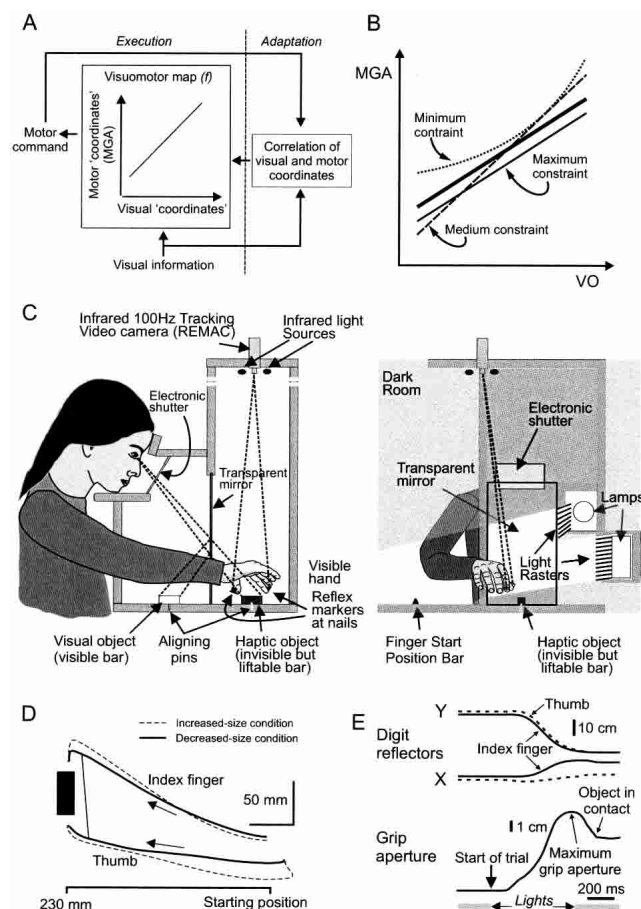 A
Execution
Adaptation
Visuomotor map (f)
Motor 'coordinates'
(MGA)
Visual 'coordinates'
Motor
command
Correlation of
visual and motor
coordinates
Visual information
B
MGA
Minimum
contraint
Maximum
constraint
Medium constraint
VO
C
Infrared 100Hz Tracking
Video camera (REMAC)
Infrared light
Sources
Electronic
shutter
Transparent
mirror
Visible
hand
Reflex
markers
at nails
Visual object
(visible bar)
Aligning
pins
Haptic object
(invisible but
liftable bar)
Dark
Room
Electronic
shutter
Transparent
mirror
Lamps
Light
Rasters
Finger Start
Position Bar
Haptic object
(invisible but
liftable bar)
D
Increased-size condition
Decreased-size condition
Index finger
50 mm
Thumb
230 mm
Starting position
E
Y
Thumb
10 cm
Digit
reflectors
Index finger
X
Grip
aperture
1 cm
Object in
contact
Start of trial
Maximum
grip aperture
200 ms
Lights